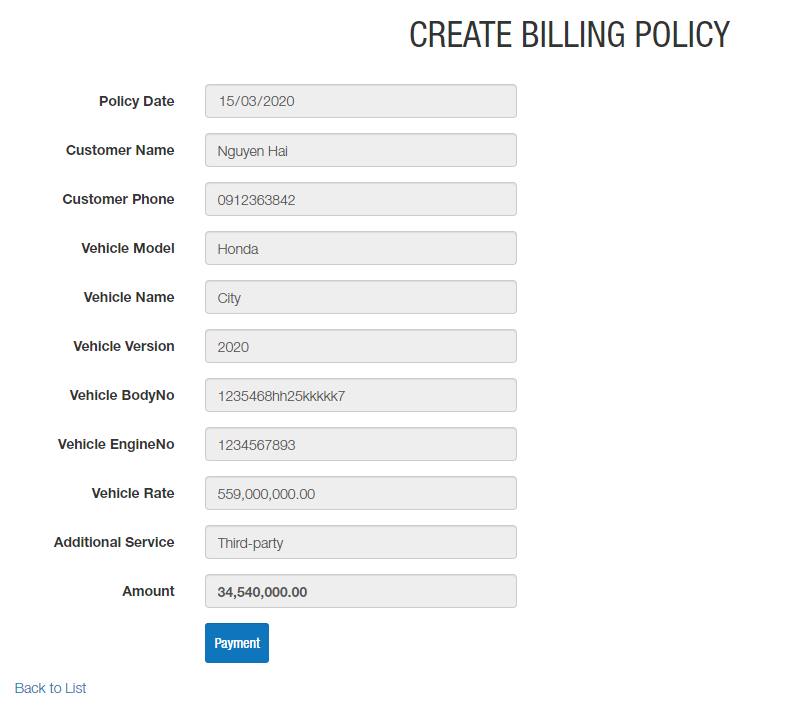 CREATE BILLING POLICY
Policy Date 15/03/2020
Customer Name Nguyen Hai
Customer Phone 0912363842
Vehicle Model Honda
Vehicle Name City
Vehicle Version 2020
Vehicle BodyNo 1235468hh25kkkkk7
Vehicle EngineNo 1234567893
Vehicle Rate 559,000,000.00
Additional Service Third-party
Amount 34,540,000.00
Payment
Back to List